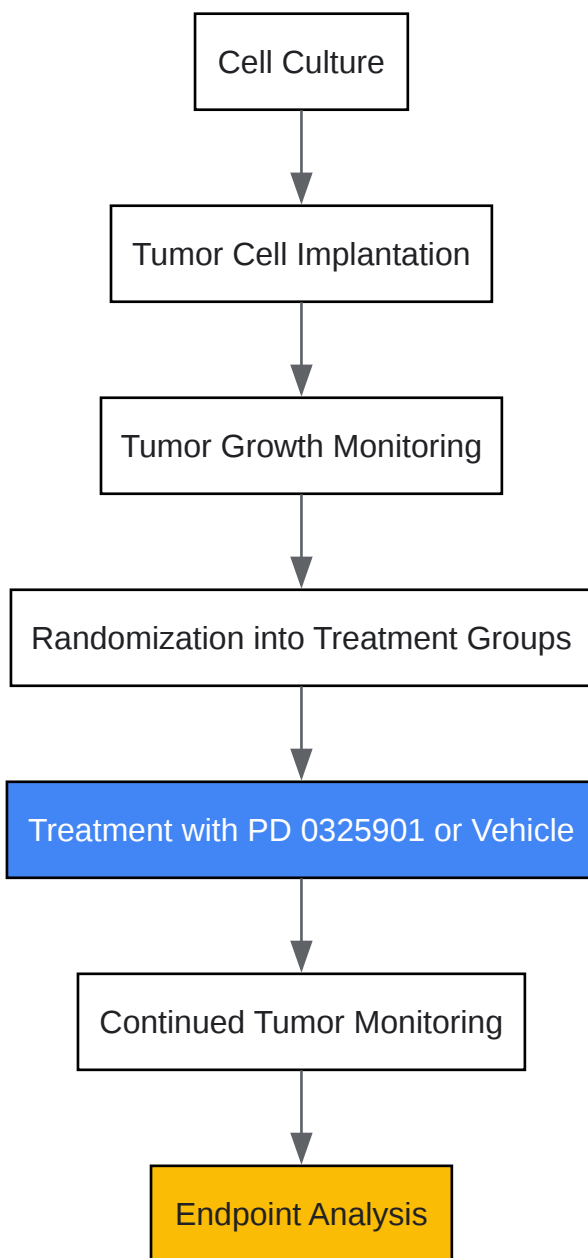 Cell Culture
Tumor Cell Implantation
Tumor Growth Monitoring
Randomization into Treatment Groups
Treatment with PD 0325901 or Vehicle
Continued Tumor Monitoring
Endpoint Analysis